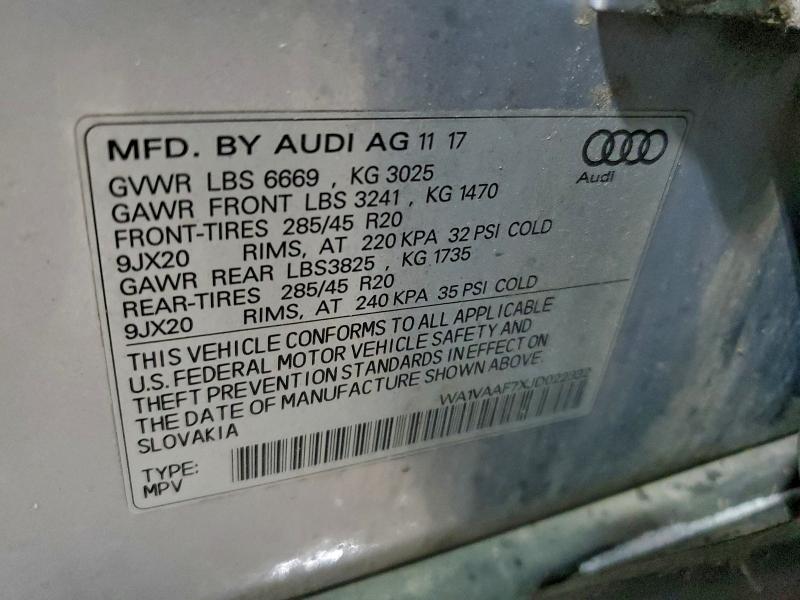 MFD. BY AUDI AG 11 17
Audi
GVWR LBS 6669 , KG 3025
GAWR FRONT LBS 3241 , KG 1470
FRONT-TIRES 285/45 R20
9JX20 RIMS, AT 220 KPA 32 PSI COLD
GAWR REAR LBS3825 , KG 1735
REAR-TIRES 285/45 R20
9JX20 RIMS, AT 240 KPA 35 PSI COLD
THIS VEHICLE CONFORMS TO ALL APPLICABLE
U.S. FEDERAL MOTOR VEHICLE SAFETY AND
THEFT PREVENTION STANDARDS IN EFFECT ON
THE DATE OF MANUFACTURE SHOWN ABOVE.
SLOVAKIA
WA1VAAF7XJD022332
TYPE:
MPV